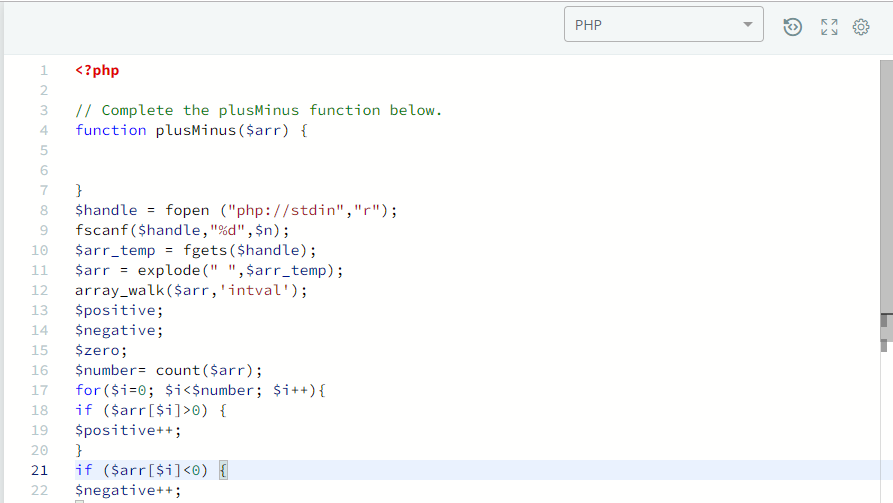 PHP
1 <?php
2
3 // Complete the plusMinus function below.
4 function plusMinus($arr) {
5
6
7 }
8 $handle = fopen ("php://stdin","r");
9 fscanf($handle,"%d",$n);
10 $arr_temp = fgets($handle);
11 $arr = explode(" ",$arr_temp);
12 array_walk($arr,'intval');
13 $positive;
14 $negative;
15 $zero;
16 $number= count($arr);
17 for($i=0; $i<$number; $i++){
18 if ($arr[$i]>0) {
19 $positive++;
20 }
21 if ($arr[$i]<0) {
22 $negative++;